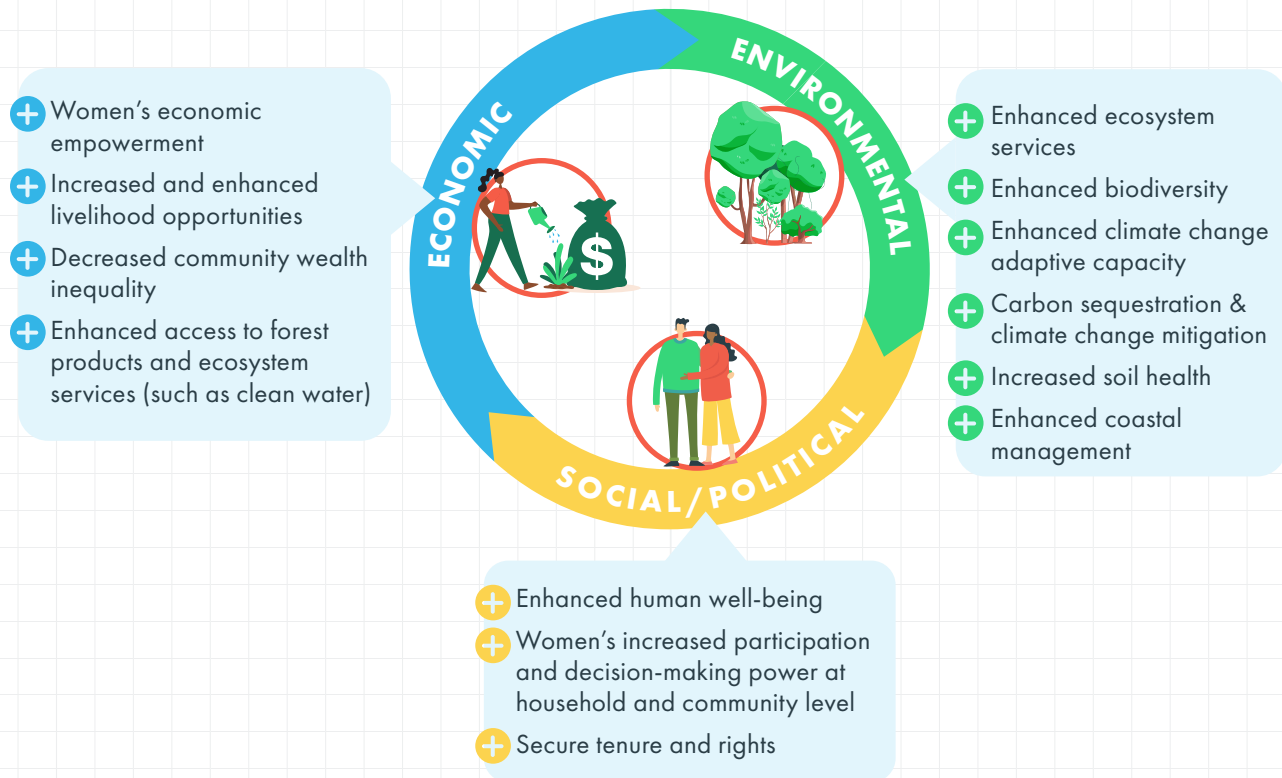 ECONOMIC
Women’s economic
empowerment
Increased and enhanced
livelihood opportunities
Decreased community wealth
inequality
Enhanced access to forest
products and ecosystem
services (such as clean water)
$
ENVIRONMENTAL
Enhanced ecosystem
services
Enhanced biodiversity
Enhanced climate change
adaptive capacity
Carbon sequestration &
climate change mitigation
Increased soil health
Enhanced coastal
management
SOCIAL/POLITICAL
Enhanced human well-being
Women’s increased participation
and decision-making power at
household and community level
Secure tenure and rights